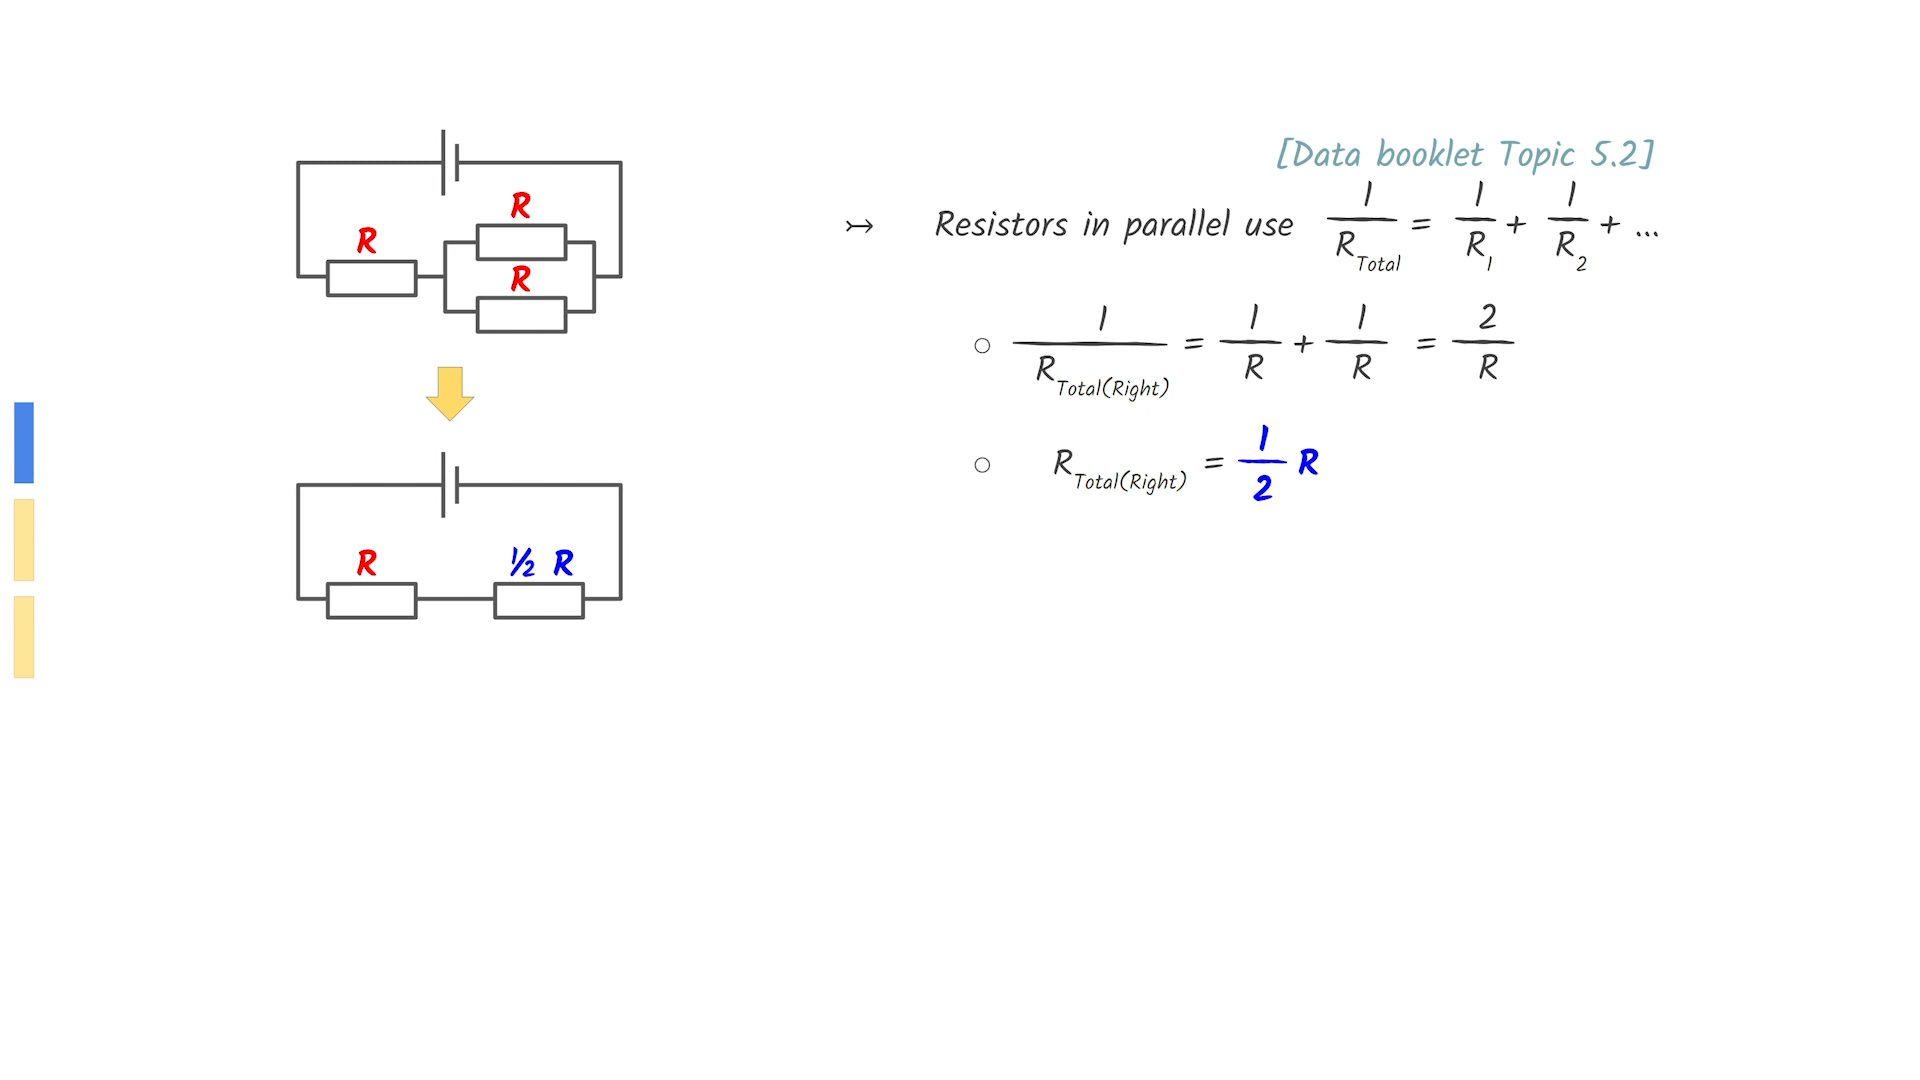 R
R
R
R
½ R
[Data booklet Topic 5.2]
↣ Resistors in parallel use 1/R_Total = 1/R_1 + 1/R_2 + ...
○ 1/R_Total(Right) = 1/R + 1/R = 2/R
○ R_Total(Right) = 1/2 R